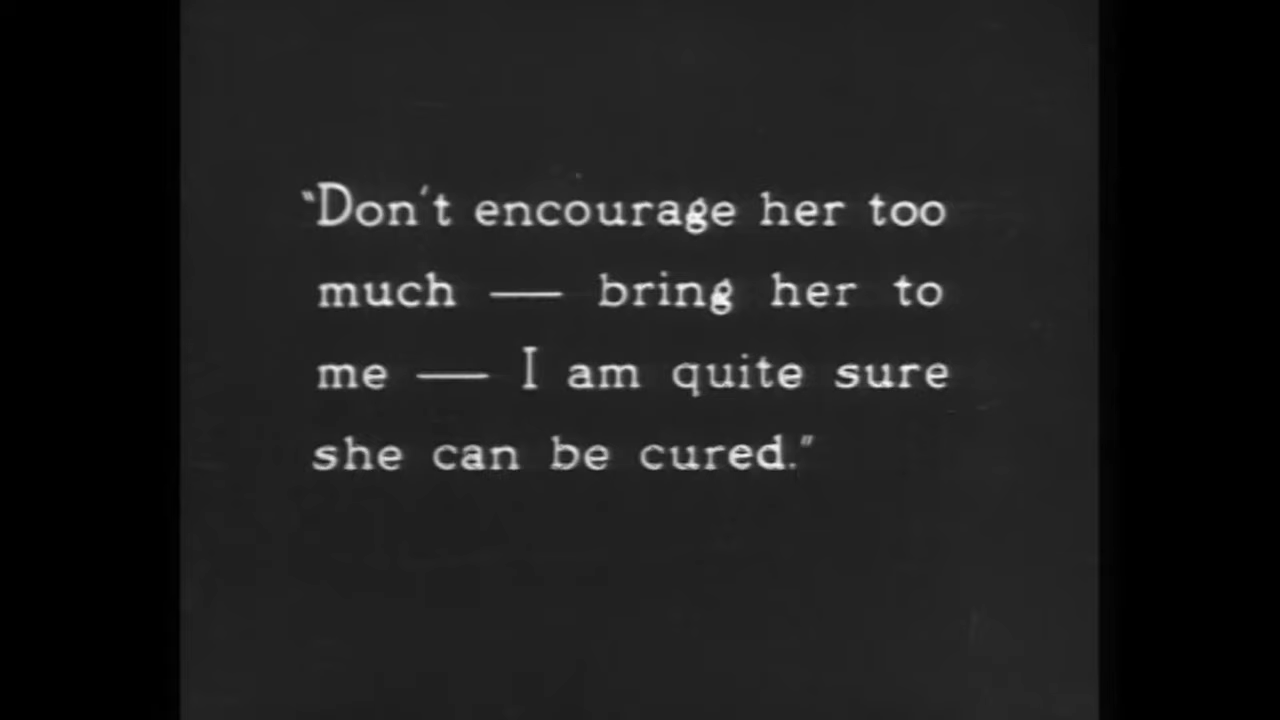 "Don't encourage her too
much — bring her to
me — I am quite sure
she can be cured."